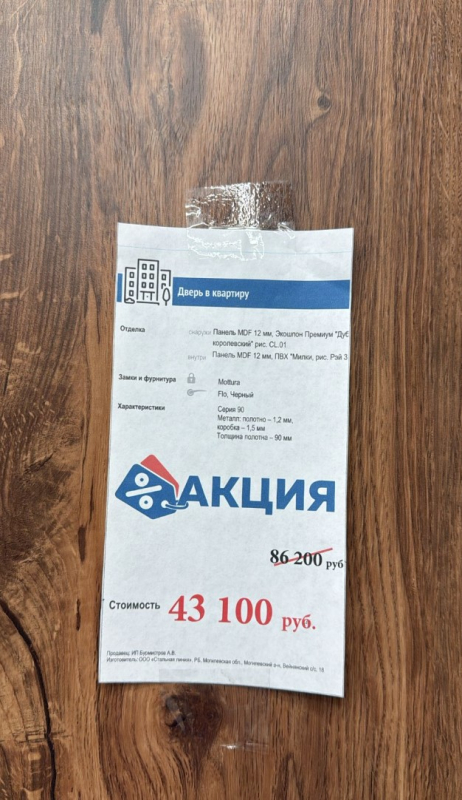 Дверь в квартиру
Отделка
снаружи Панель MDF 12 мм, Экошпон Премиум "Дуб
королевский" рис. CL.01
внутри Панель MDF 12 мм, ПВХ "Милки, рис. Рэй 3
Замки и фурнитура
Mottura
Flo, Черный
Характеристики
Серия 90
Металл: полотно – 1,2 мм,
коробка – 1,5 мм
Толщина полотна – 90 мм
%АКЦИЯ
86 200 руб
Стоимость 43 100 руб.
Продавец: ИП Бурмистров А.В.
Изготовитель: ООО «Стальная линия», РБ, Могилевская обл., Могилевский р-н, Вейнянский с/с, 16